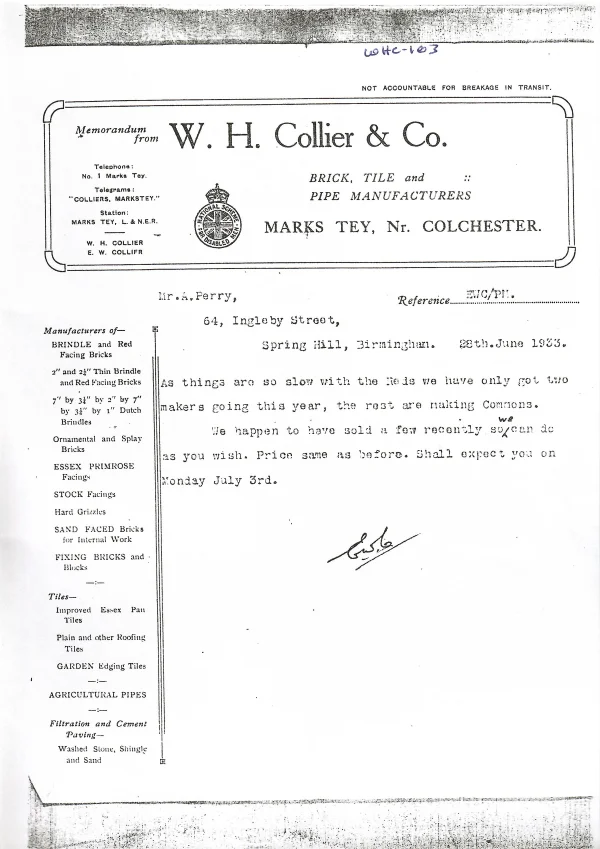 WHC-103
NOT ACCOUNTABLE FOR BREAKAGE IN TRANSIT.
Memorandum
from
W. H. Collier & Co.
Telephone:
No. 1 Marks Tey.
Telegrams:
"COLLIERS, MARKSTEY."
Station:
MARKS TEY, L. & N.E.R.
W. H. COLLIER
E. W. COLLIER
NATIONAL SCHEME
FOR DISABLED MEN
BRICK, TILE and ::
PIPE MANUFACTURERS
MARKS TEY, Nr. COLCHESTER.
Mr.A.Perry,
Reference EWC/PM.
64, Ingleby Street,
Spring Hill, Birmingham. 28th.June 1933.
As things are so slow with the Reds we have only got two
makers going this year, the rest are making Commons.
we
We happen to have sold a few recently so/can do
as you wish. Price same as before. Shall expect you on
Monday July 3rd.
Manufacturers of—
BRINDLE and Red
Facing Bricks
2" and 2¼" Thin Brindle
and Red Facing Bricks
7" by 3¼" by 2" by 7"
by 3¼" by 1" Dutch
Brindles
Ornamental and Splay
Bricks
ESSEX PRIMROSE
Facings
STOCK Facings
Hard Grizzles
SAND FACED Bricks
for Internal Work
FIXING BRICKS and
Blocks
—:—
Tiles—
Improved Essex Pan
Tiles
Plain and other Roofing
Tiles
GARDEN Edging Tiles
—:—
AGRICULTURAL PIPES
—:—
Filtration and Cement
Paving—
Washed Stone, Shingle
and Sand